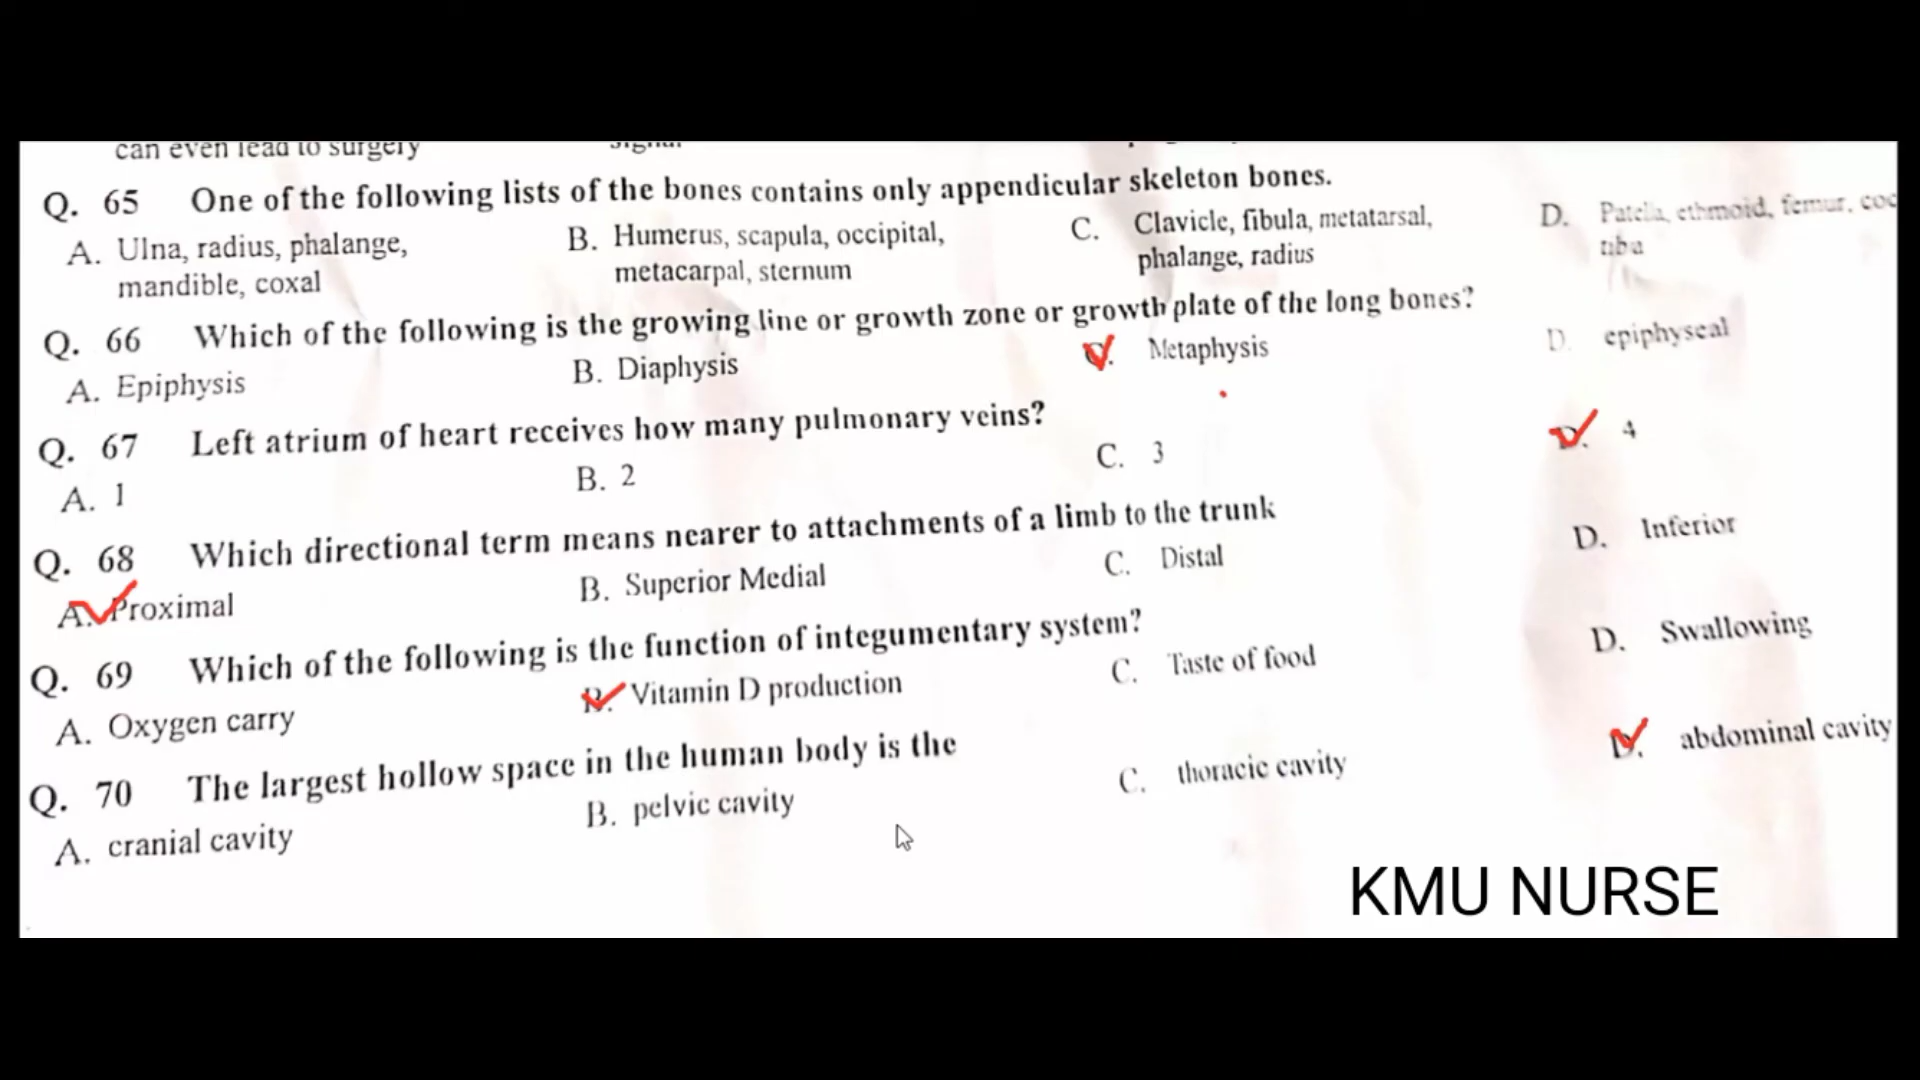 can even lead to surgery
Q. 65 One of the following lists of the bones contains only appendicular skeleton bones.
A. Ulna, radius, phalange, mandible, coxal
B. Humerus, scapula, occipital, metacarpal, sternum
C. Clavicle, fibula, metatarsal, phalange, radius
D. Patella, ethmoid, femur, coc
Q. 66 Which of the following is the growing line or growth zone or growth plate of the long bones?
A. Epiphysis
B. Diaphysis
C. Metaphysis
D. epiphyseal
Q. 67 Left atrium of heart receives how many pulmonary veins?
A. 1
B. 2
C. 3
D. 4
Q. 68 Which directional term means nearer to attachments of a limb to the trunk
A. Proximal
B. Superior Medial
C. Distal
D. Inferior
Q. 69 Which of the following is the function of integumentary system?
A. Oxygen carry
B. Vitamin D production
C. Taste of food
D. Swallowing
Q. 70 The largest hollow space in the human body is the
A. cranial cavity
B. pelvic cavity
C. thoracic cavity
D. abdominal cavity
KMU NURSE